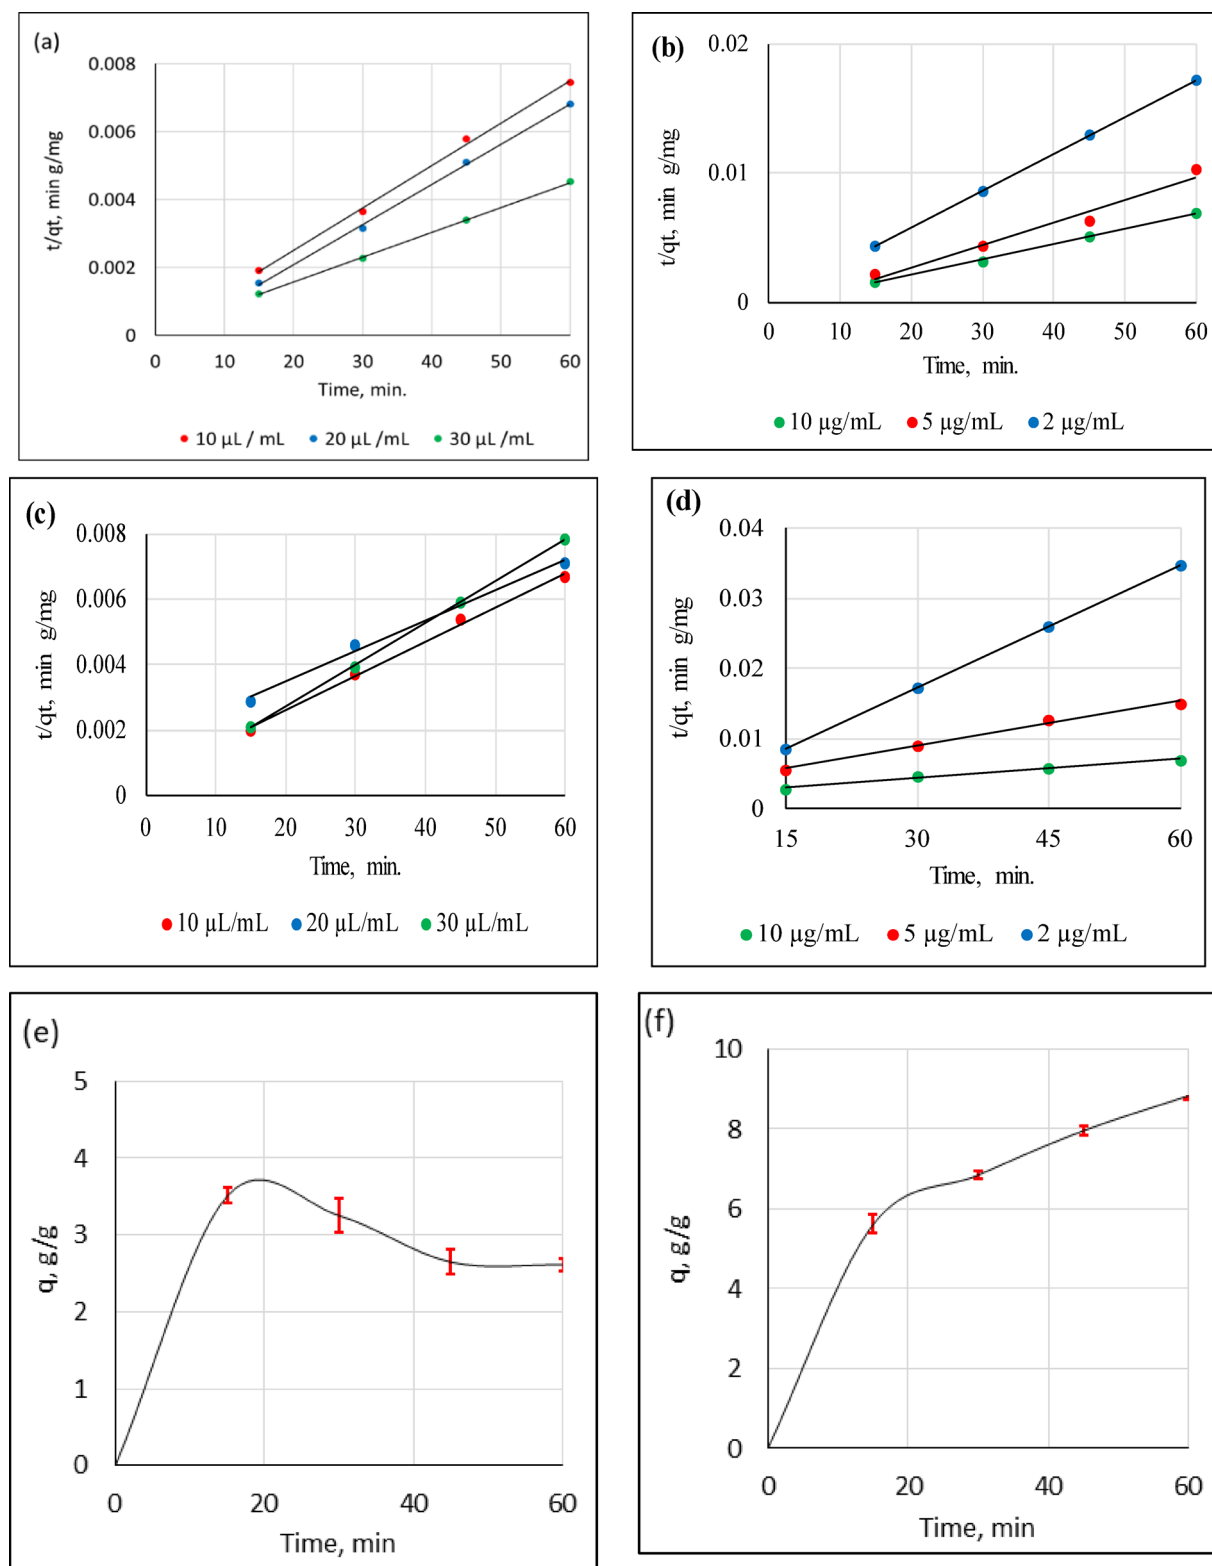 (a)
0.008
0.006
0.004
0.002
0
t/qt, min g/mg
0 10 20 30 40 50 60
Time, min.
10 µL / mL 20 µL /mL 30 µL /mL
(b)
0.02
0.01
0
t/qt, min g/mg
0 10 20 30 40 50 60
Time, min.
10 µg/mL 5 µg/mL 2 µg/mL
(c)
0.008
0.006
0.004
0.002
0
t/qt, min g/mg
0 10 20 30 40 50 60
Time, min.
10 µL/mL 20 µL/mL 30 µL/mL
(d)
0.04
0.03
0.02
0.01
0
t/qt, min g/mg
15 30 45 60
Time, min.
10 µg/mL 5 µg/mL 2 µg/mL
(e)
5
4
3
2
1
0
q, g/g
0 20 40 60
Time, min
(f)
10
8
6
4
2
0
q, g/g
0 20 40 60
Time, min